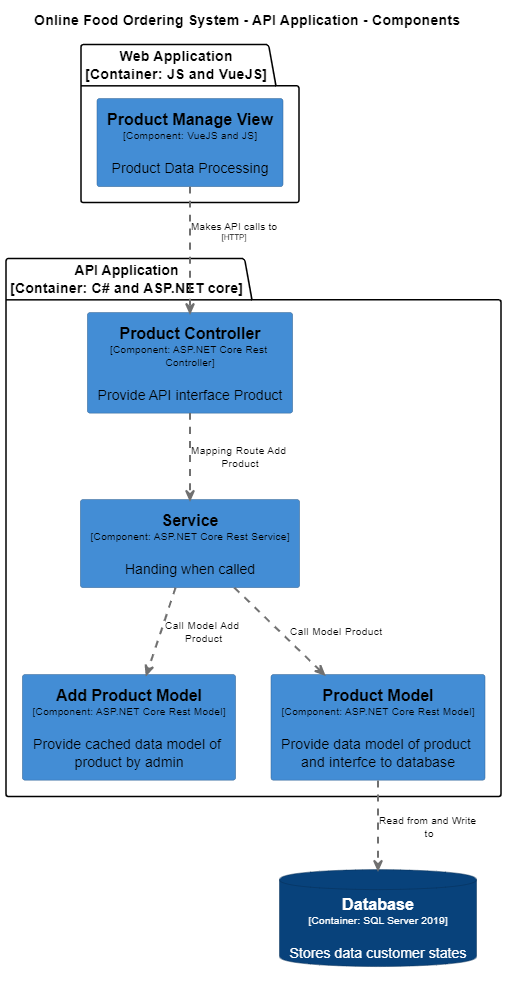 Online Food Ordering System - API Application - Components
Web Application
[Container: JS and VueJS]
Product Manage View
[Component: VueJS and JS]
Product Data Processing
Makes API calls to
[HTTP]
API Application
[Container: C# and ASP.NET core]
Product Controller
[Component: ASP.NET Core Rest
Controller]
Provide API interface Product
Mapping Route Add
Product
Service
[Component: ASP.NET Core Rest Service]
Handing when called
Call Model Add
Product
Call Model Product
Add Product Model
[Component: ASP.NET Core Rest Model]
Provide cached data model of
product by admin
Product Model
[Component: ASP.NET Core Rest Model]
Provide data model of product
and interfce to database
Read from and Write
to
Database
[Container: SQL Server 2019]
Stores data customer states